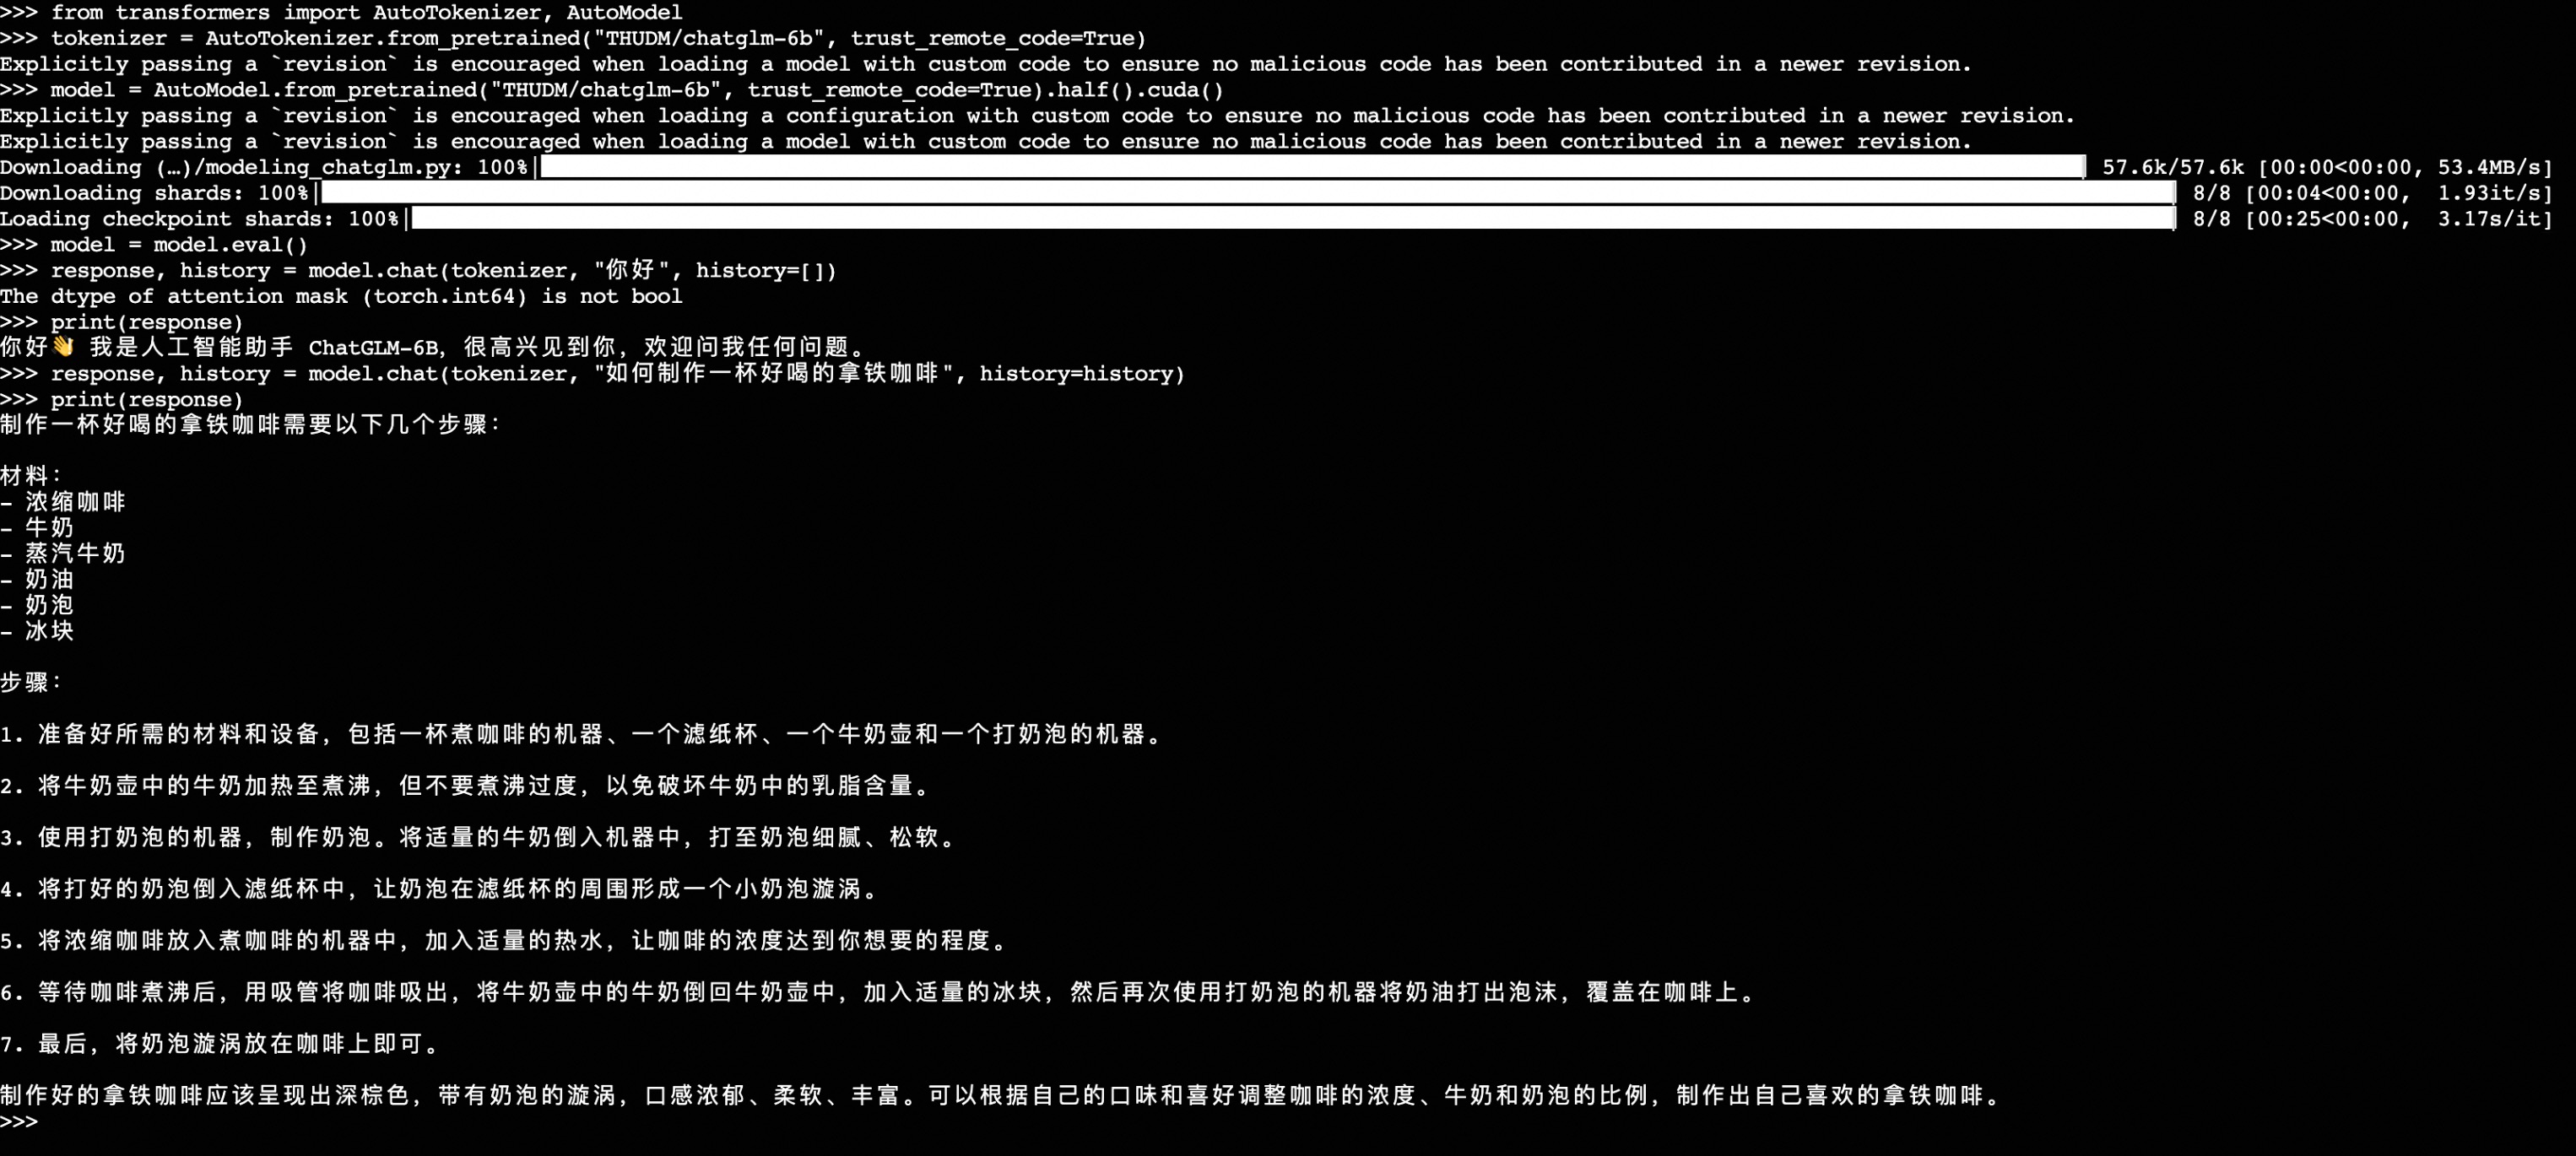 >>> from transformers import AutoTokenizer, AutoModel
>>> tokenizer = AutoTokenizer.from_pretrained("THUDM/chatglm-6b", trust_remote_code=True)
Explicitly passing a `revision` is encouraged when loading a model with custom code to ensure no malicious code has been contributed in a newer revision.
>>> model = AutoModel.from_pretrained("THUDM/chatglm-6b", trust_remote_code=True).half().cuda()
Explicitly passing a `revision` is encouraged when loading a configuration with custom code to ensure no malicious code has been contributed in a newer revision.
Explicitly passing a `revision` is encouraged when loading a model with custom code to ensure no malicious code has been contributed in a newer revision.
Downloading (…)/modeling_chatglm.py: 100%| | 57.6k/57.6k [00:00<00:00, 53.4MB/s]
Downloading shards: 100%| | 8/8 [00:04<00:00,  1.93it/s]
Loading checkpoint shards: 100%| | 8/8 [00:25<00:00,  3.17s/it]
>>> model = model.eval()
>>> response, history = model.chat(tokenizer, "你好", history=[])
The dtype of attention mask (torch.int64) is not bool
>>> print(response)
你好👋 我是人工智能助手 ChatGLM-6B，很高兴见到你，欢迎问我任何问题。
>>> response, history = model.chat(tokenizer, "如何制作一杯好喝的拿铁咖啡", history=history)
>>> print(response)
制作一杯好喝的拿铁咖啡需要以下几个步骤：
材料：
- 浓缩咖啡
- 牛奶
- 蒸汽牛奶
- 奶油
- 奶泡
- 冰块
步骤：
1. 准备好所需的材料和设备，包括一杯煮咖啡的机器、一个滤纸杯、一个牛奶壶和一个打奶泡的机器。
2. 将牛奶壶中的牛奶加热至煮沸，但不要煮沸过度，以免破坏牛奶中的乳脂含量。
3. 使用打奶泡的机器，制作奶泡。将适量的牛奶倒入机器中，打至奶泡细腻、松软。
4. 将打好的奶泡倒入滤纸杯中，让奶泡在滤纸杯的周围形成一个小奶泡漩涡。
5. 将浓缩咖啡放入煮咖啡的机器中，加入适量的热水，让咖啡的浓度达到你想要的程度。
6. 等待咖啡煮沸后，用吸管将咖啡吸出，将牛奶壶中的牛奶倒回牛奶壶中，加入适量的冰块，然后再次使用打奶泡的机器将奶油打出泡沫，覆盖在咖啡上。
7. 最后，将奶泡漩涡放在咖啡上即可。
制作好的拿铁咖啡应该呈现出深棕色，带有奶泡的漩涡，口感浓郁、柔软、丰富。可以根据自己的口味和喜好调整咖啡的浓度、牛奶和奶泡的比例，制作出自己喜欢的拿铁咖啡。
>>>